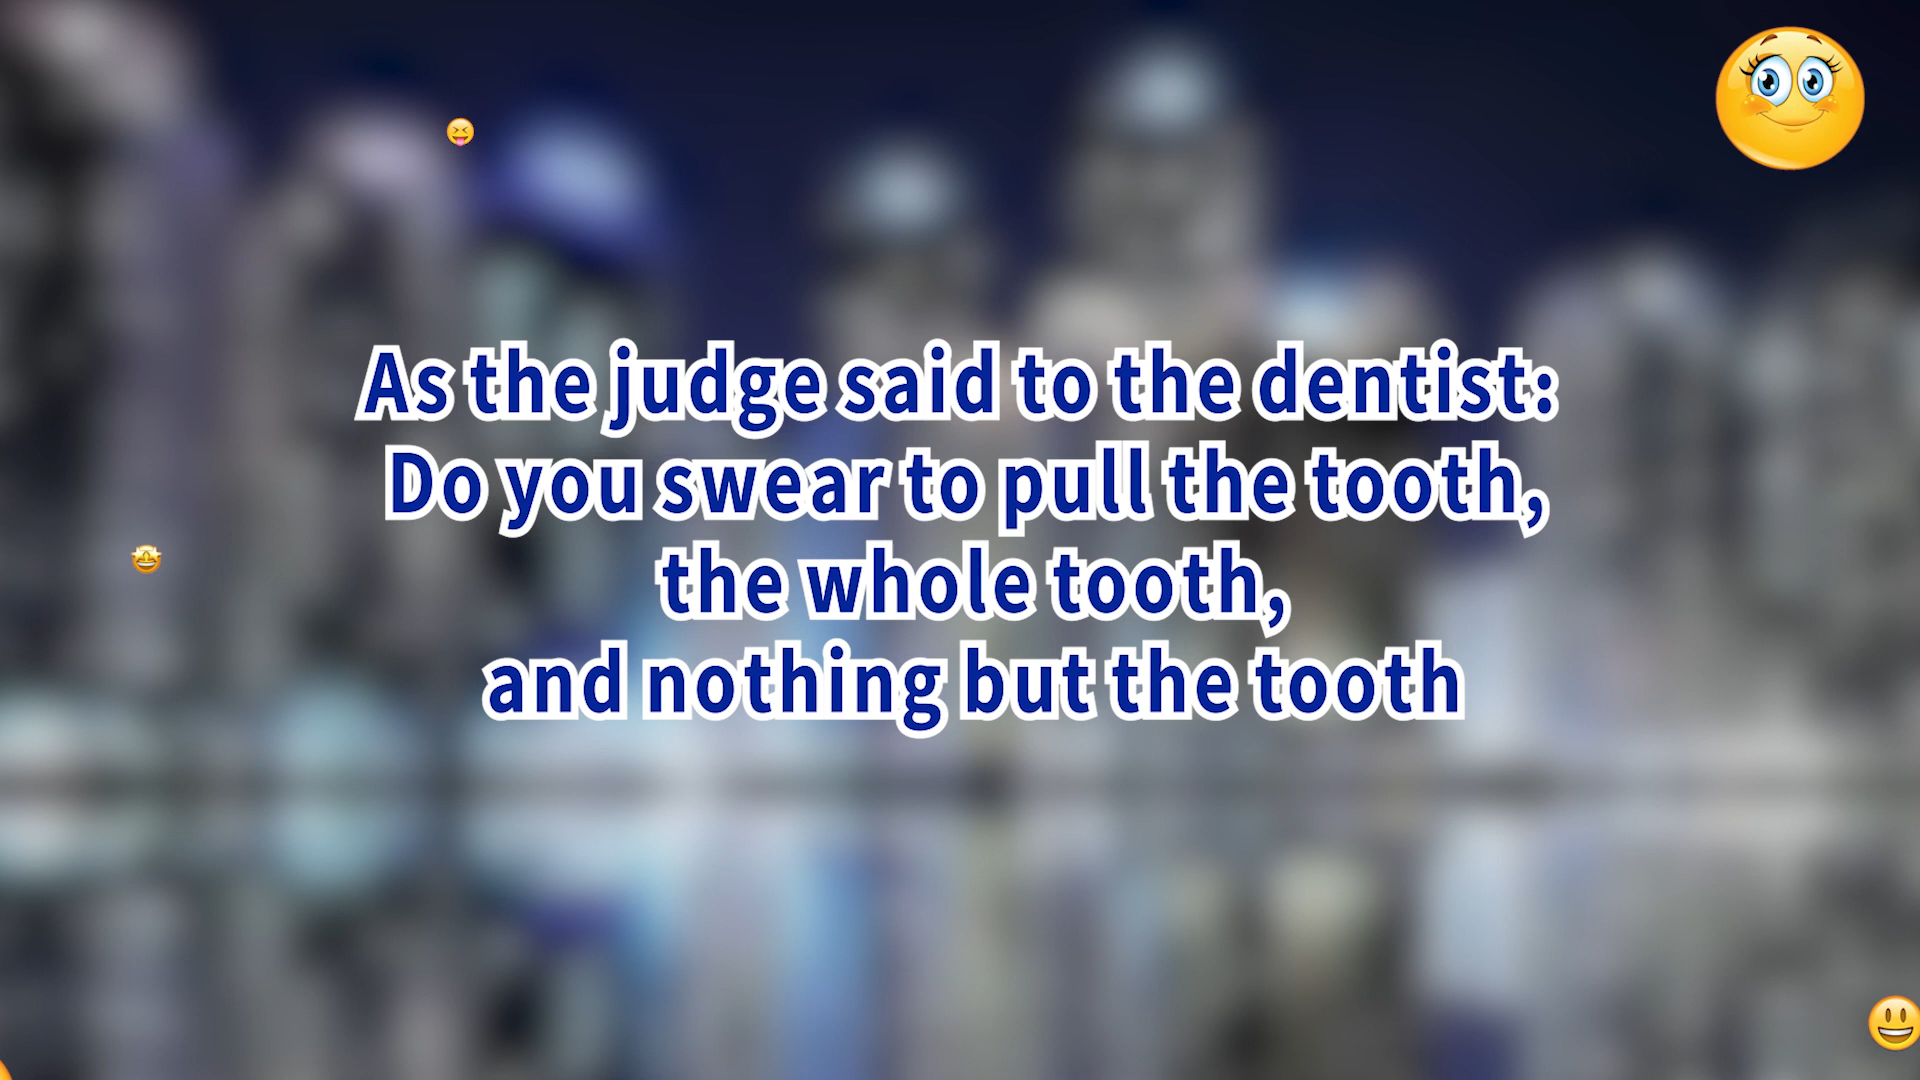 As the judge said to the dentist:
Do you swear to pull the tooth,
the whole tooth,
and nothing but the tooth